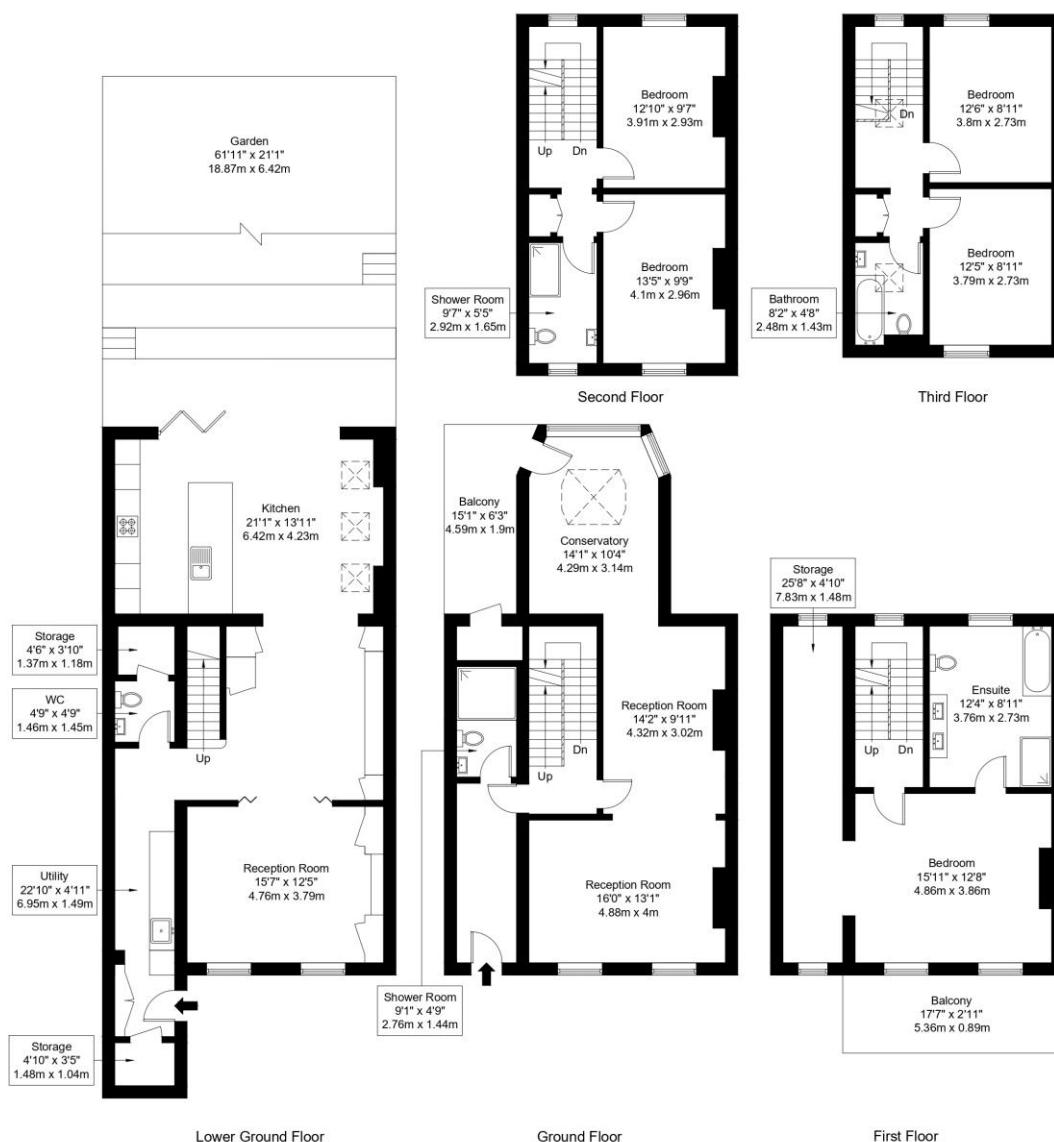 Garden
61'11" x 21'1"
18.87m x 6.42m
Kitchen
21'1" x 13'11"
6.42m x 4.23m
Storage
4'6" x 3'10"
1.37m x 1.18m
WC
4'9" x 4'9"
1.46m x 1.45m
Up
Utility
22'10" x 4'11"
6.95m x 1.49m
Reception Room
15'7" x 12'5"
4.76m x 3.79m
Storage
4'10" x 3'5"
1.48m x 1.04m
Lower Ground Floor
Bedroom
12'10" x 9'7"
3.91m x 2.93m
Up
Dn
Bedroom
13'5" x 9'9"
4.1m x 2.96m
Shower Room
9'7" x 5'5"
2.92m x 1.65m
Second Floor
Bedroom
12'6" x 8'11"
3.8m x 2.73m
Dn
Bedroom
12'5" x 8'11"
3.79m x 2.73m
Bathroom
8'2" x 4'8"
2.48m x 1.43m
Third Floor
Balcony
15'1" x 6'3"
4.59m x 1.9m
Conservatory
14'1" x 10'4"
4.29m x 3.14m
Reception Room
14'2" x 9'11"
4.32m x 3.02m
Dn
Up
Reception Room
16'0" x 13'1"
4.88m x 4m
Shower Room
9'1" x 4'9"
2.76m x 1.44m
Ground Floor
Storage
25'8" x 4'10"
7.83m x 1.48m
Ensuite
12'4" x 8'11"
3.76m x 2.73m
Up
Dn
Bedroom
15'11" x 12'8"
4.86m x 3.86m
Balcony
17'7" x 2'11"
5.36m x 0.89m
First Floor